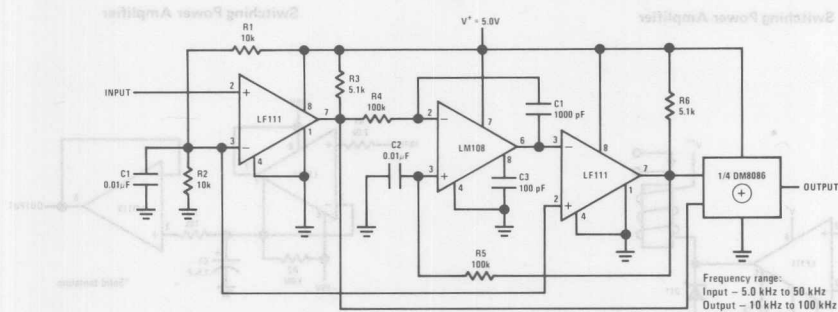 V+ = 5.0V
R1
10k
INPUT
2
+
LF111
8
1
7
3
−
4
C1
0.01μF
R2
10k
R3
5.1k
R4
100k
C2
0.01μF
2
−
LM108
7
6
3
+
8
4
C3
100 pF
C1
1000 pF
3
−
LF111
8
7
2
+
1
4
R5
100k
R6
5.1k
1/4 DM8086
+
OUTPUT
Frequency range:
Input – 5.0 kHz to 50 kHz
Output – 10 kHz to 100 kHz
Switching Power Amplifier
Switching Power Amplifier